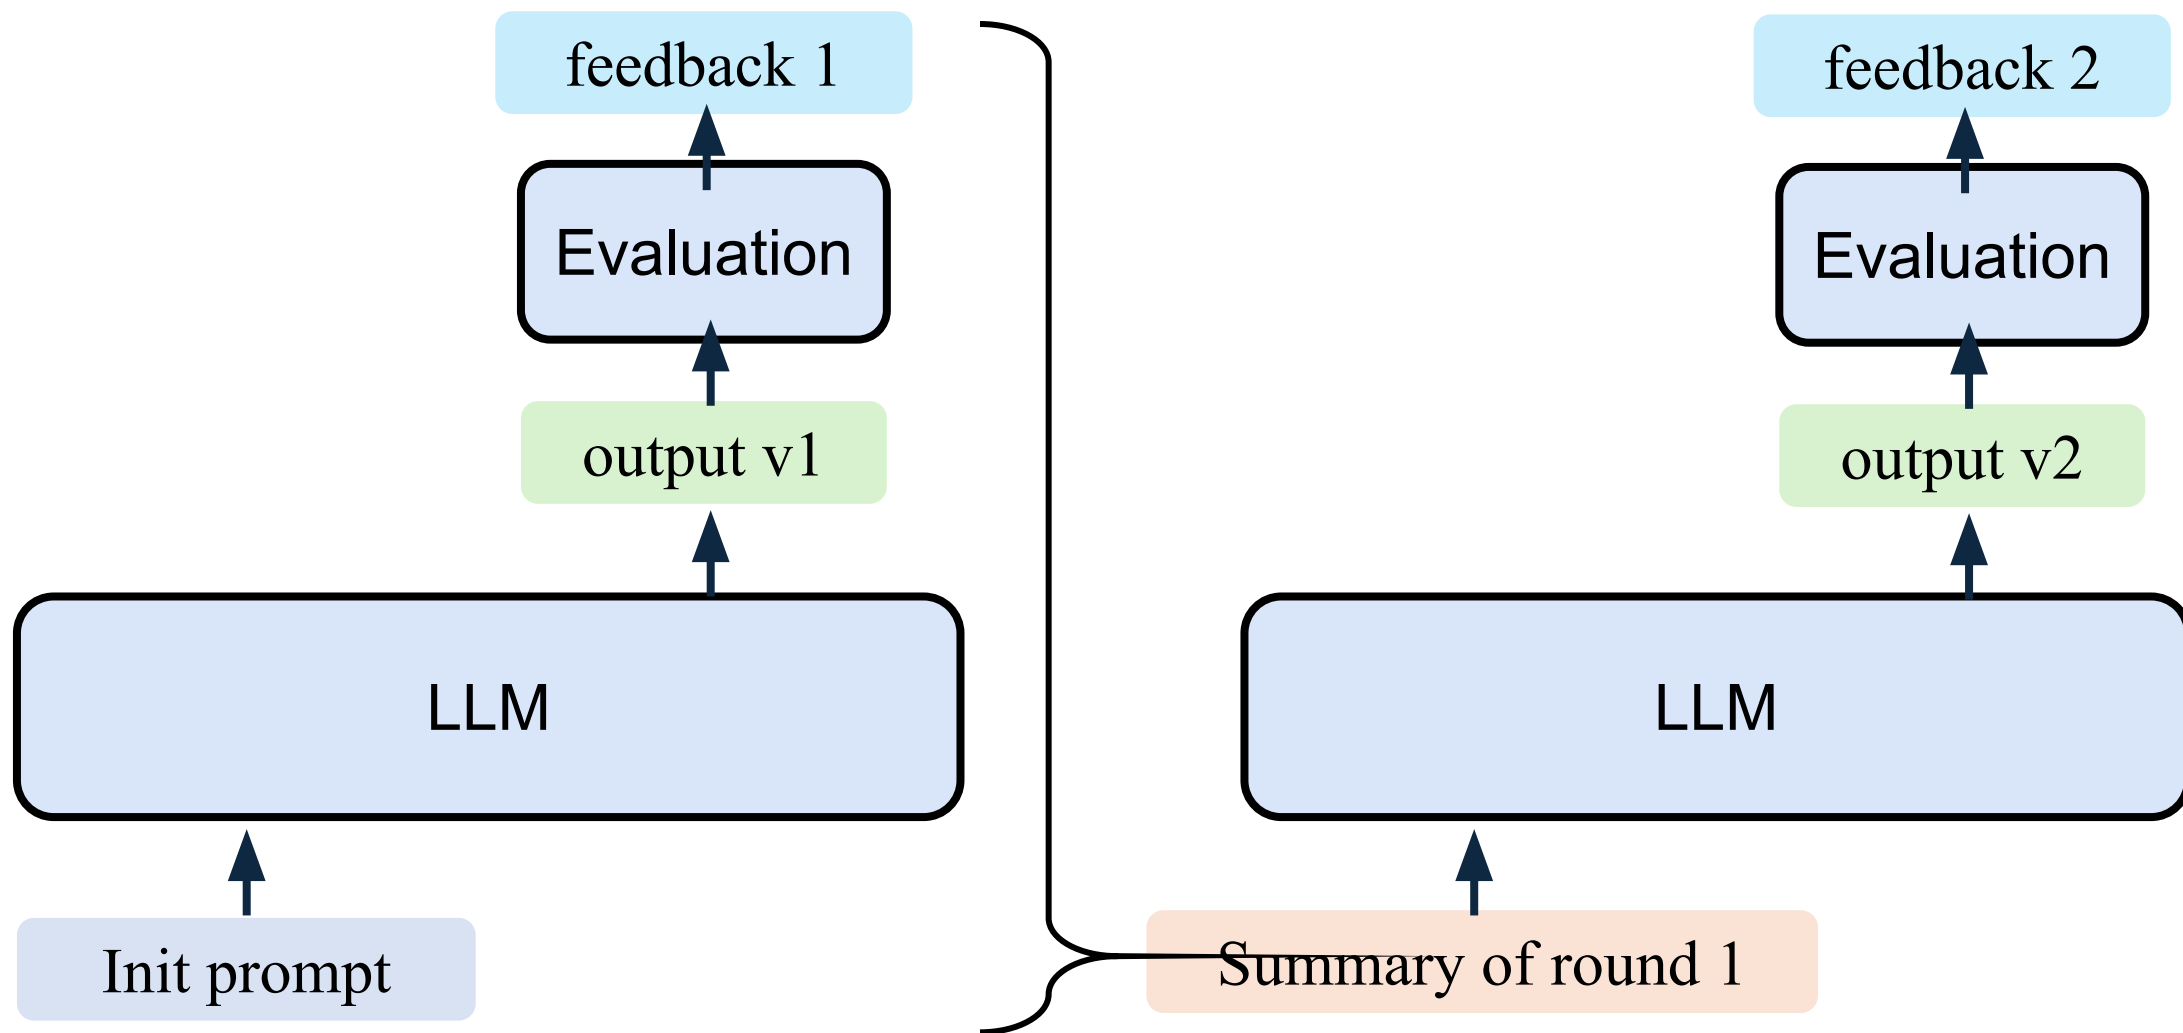 feedback 1
Evaluation
output v1
LLM
Init prompt
feedback 2
Evaluation
output v2
LLM
Summary of round 1